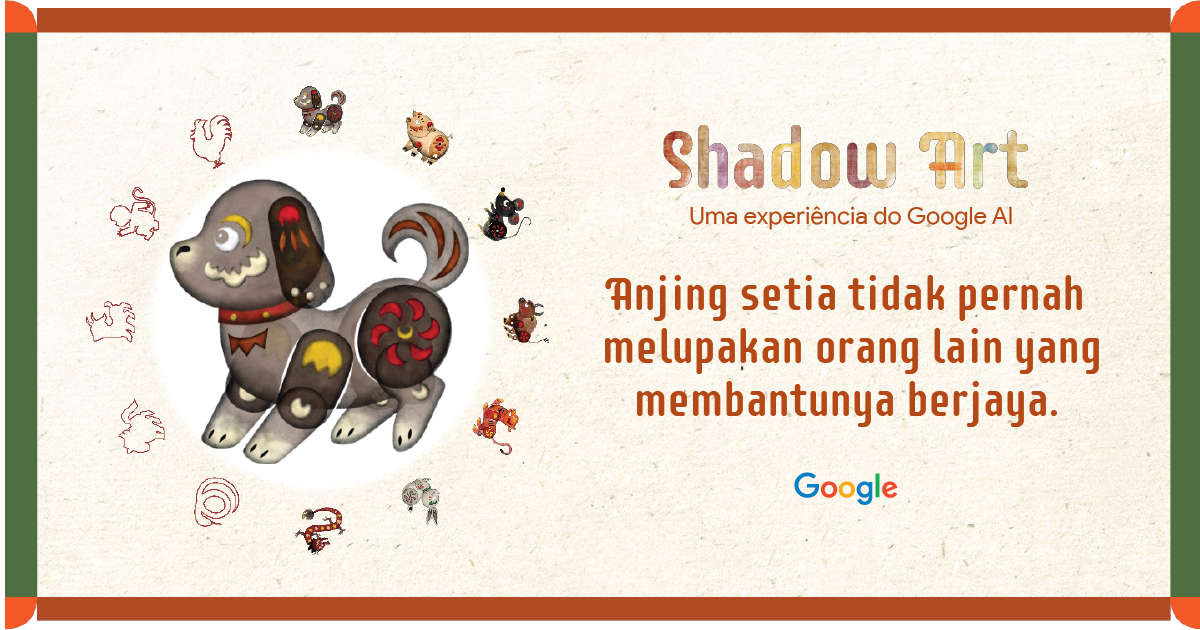 Shadow Art
Uma experiência do Google AI
Anjing setia tidak pernah
melupakan orang lain yang
membantunya berjaya.
Google